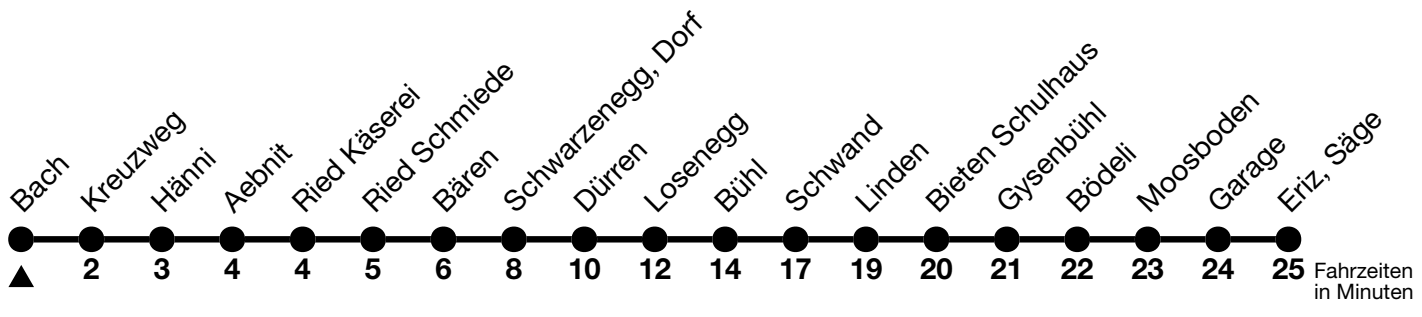 Bach
Kreuzweg
Hänni
Aebnit
Ried Käserei
Ried Schmiede
Bären
Schwarzenegg, Dorf
Dürren
Losenegg
Bühl
Schwand
Linden
Bieten Schulhaus
Gysenbühl
Bödeli
Moosboden
Garage
Eriz, Säge
2 3 4 4 5 6 8 10 12 14 17 19 20 21 22 23 24 25 Fahrzeiten
in Minuten